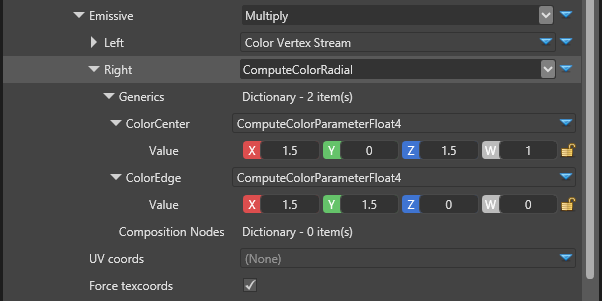 Emissive Multiply
Left Color Vertex Stream
Right ComputeColorRadial
Generics Dictionary - 2 item(s)
ColorCenter ComputeColorParameterFloat4
Value X 1.5 Y 0 Z 1.5 W 1
ColorEdge ComputeColorParameterFloat4
Value X 1.5 Y 1.5 Z 0 W 0
Composition Nodes Dictionary - 0 item(s)
UV coords (None)
Force texcoords